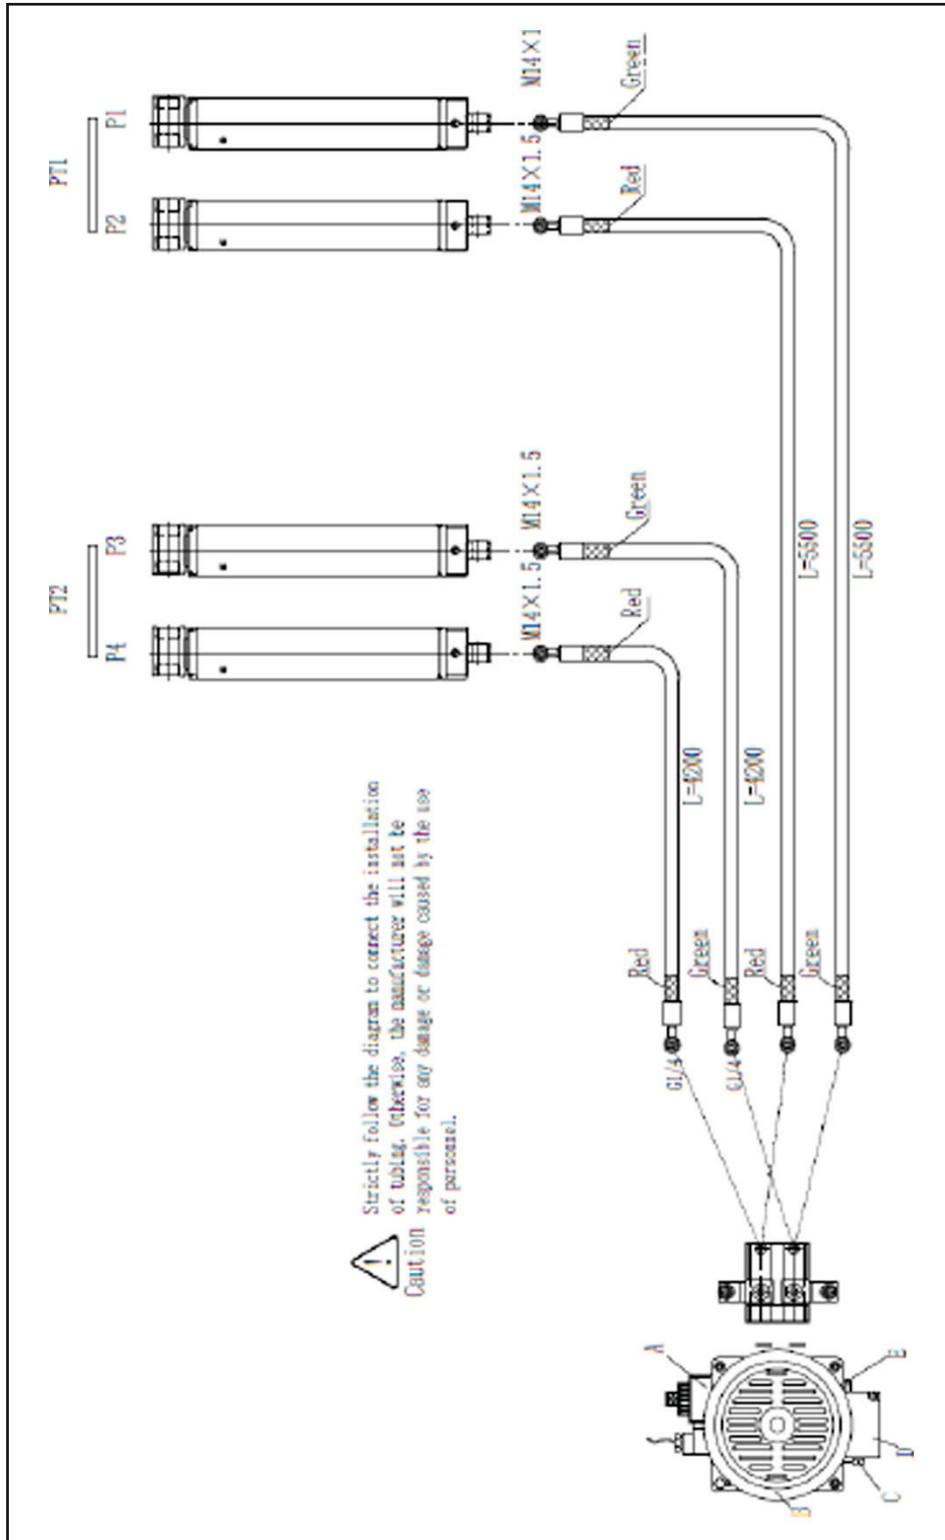 PT1
P1
P2
M14×1
M14×1.5
Green
Red
PT2
P3
P4
M14×1.5
M14×1.5
Green
Red
L=5500
L=5500
L=4200
L=4200
Red
Green
Red
Green
G1/4
G1/4
Strictly follow the diagram to connect the installation
of tubing. Otherwise, the manufacturer will not be
responsible for any damage or damage caused by the use
of personnel.
Caution
A
E
D
C
B